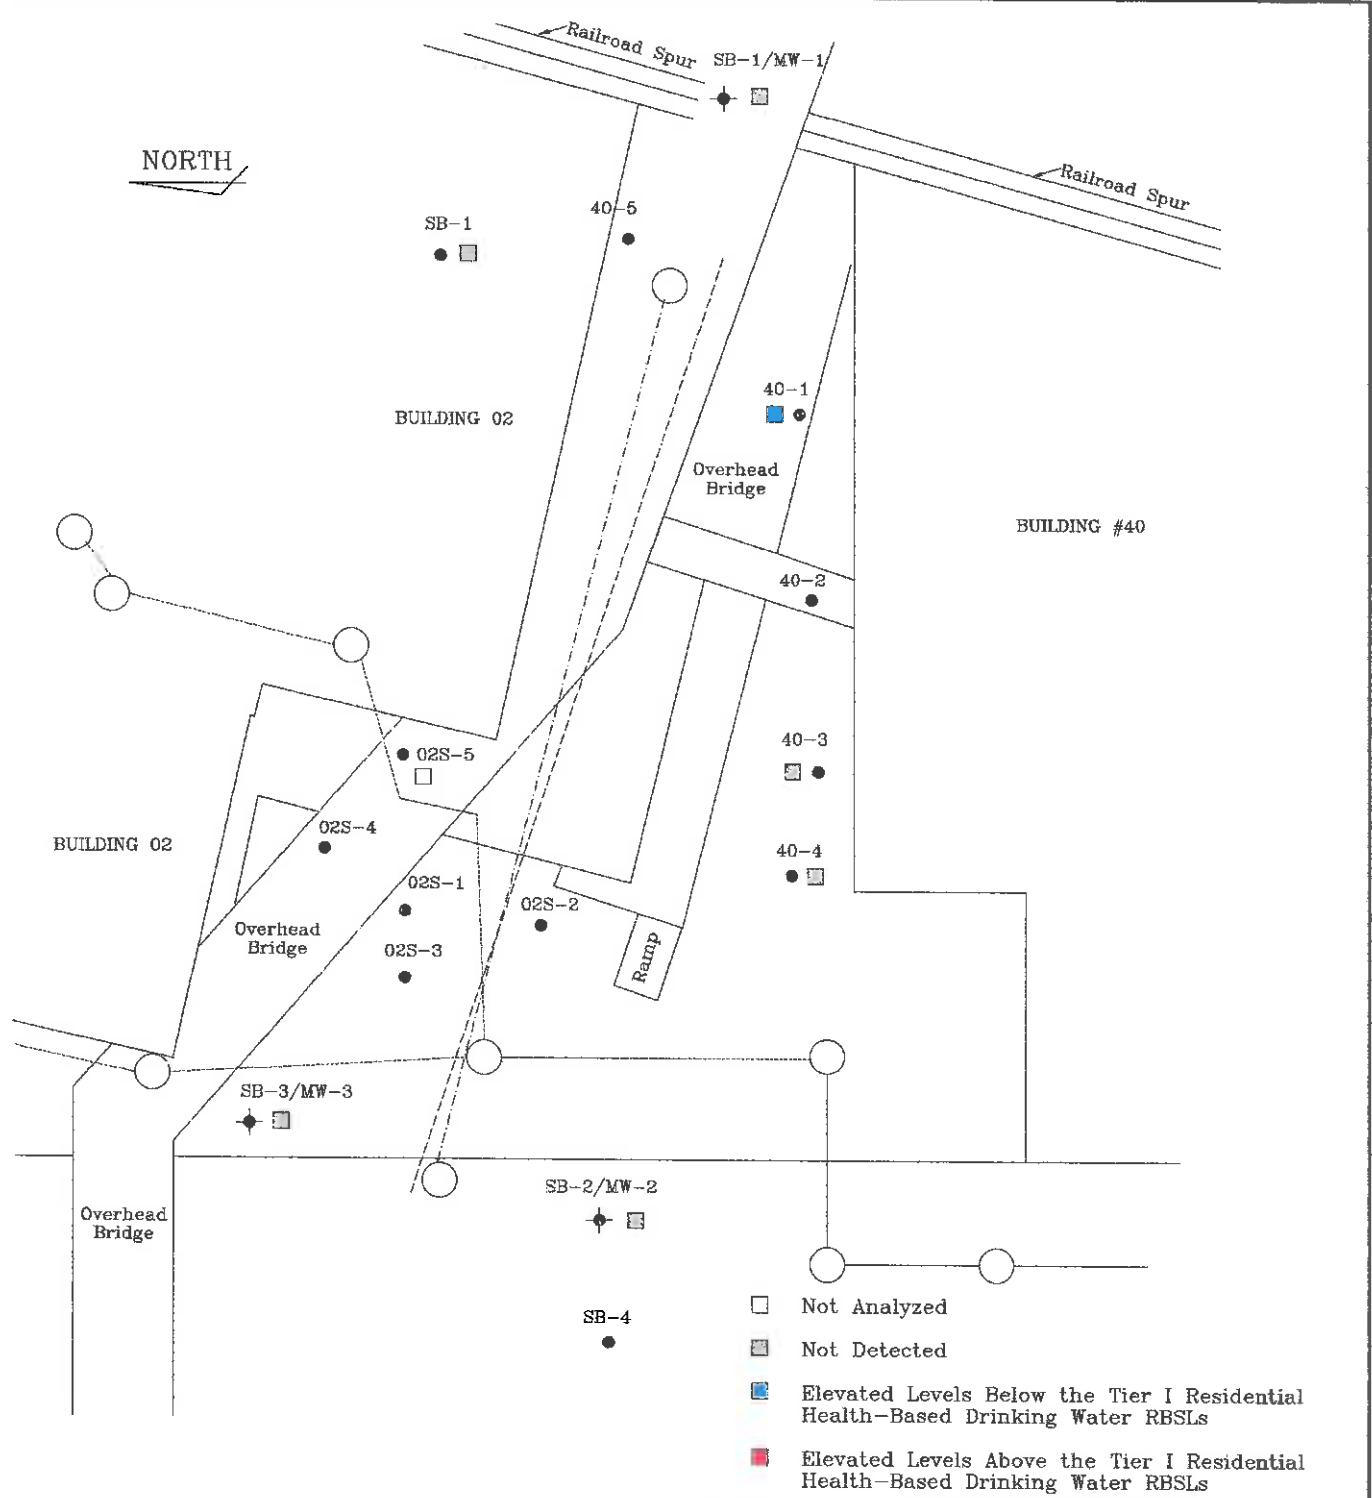 Railroad Spur
SB-1/MW-1
NORTH
Railroad Spur
40-5
SB-1
40-1
BUILDING 02
Overhead
Bridge
BUILDING #40
40-2
40-3
02S-5
02S-4
BUILDING 02
40-4
02S-1
02S-2
Overhead
Bridge
02S-3
Ramp
SB-3/MW-3
SB-2/MW-2
Overhead
Bridge
SB-4
Not Analyzed
Not Detected
Elevated Levels Below the Tier I Residential
Health-Based Drinking Water RBSLs
Elevated Levels Above the Tier I Residential
Health-Based Drinking Water RBSLs